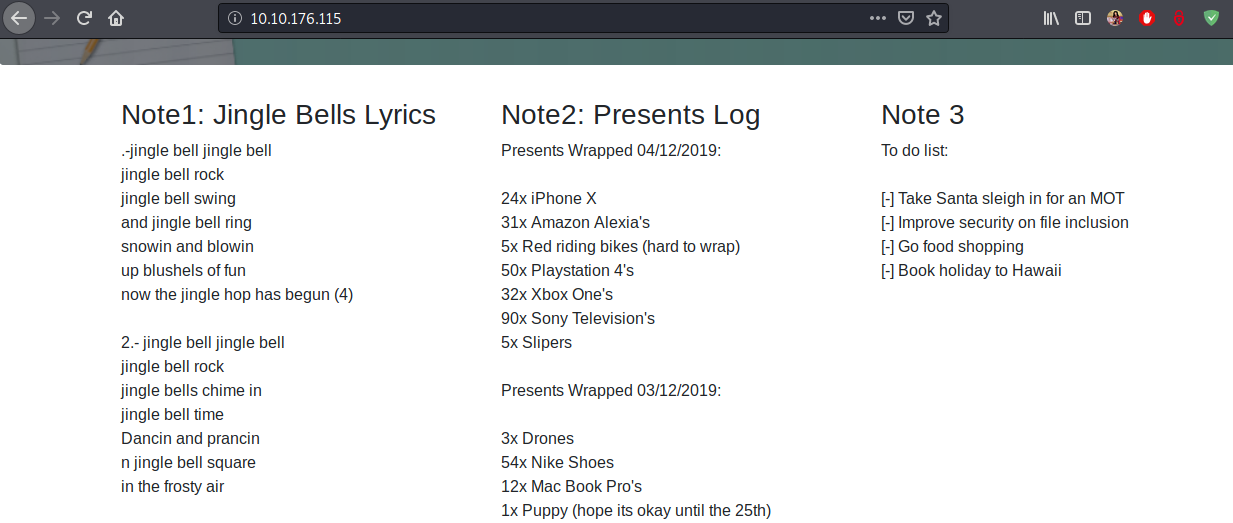 10.10.176.115
Note1: Jingle Bells Lyrics
.-jingle bell jingle bell
jingle bell rock
jingle bell swing
and jingle bell ring
snowin and blowin
up blushels of fun
now the jingle hop has begun (4)
2.- jingle bell jingle bell
jingle bell rock
jingle bells chime in
jingle bell time
Dancin and prancin
n jingle bell square
in the frosty air
Note2: Presents Log
Presents Wrapped 04/12/2019:
24x iPhone X
31x Amazon Alexia's
5x Red riding bikes (hard to wrap)
50x Playstation 4's
32x Xbox One's
90x Sony Television's
5x Slipers
Presents Wrapped 03/12/2019:
3x Drones
54x Nike Shoes
12x Mac Book Pro's
1x Puppy (hope its okay until the 25th)
Note 3
To do list:
[-] Take Santa sleigh in for an MOT
[-] Improve security on file inclusion
[-] Go food shopping
[-] Book holiday to Hawaii